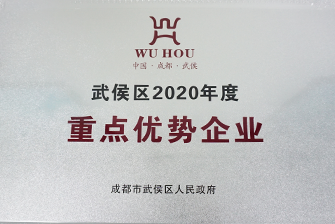 WU HOU
中国·成都·武侯
武侯区2020年度
重点优势企业
成都市武侯区人民政府